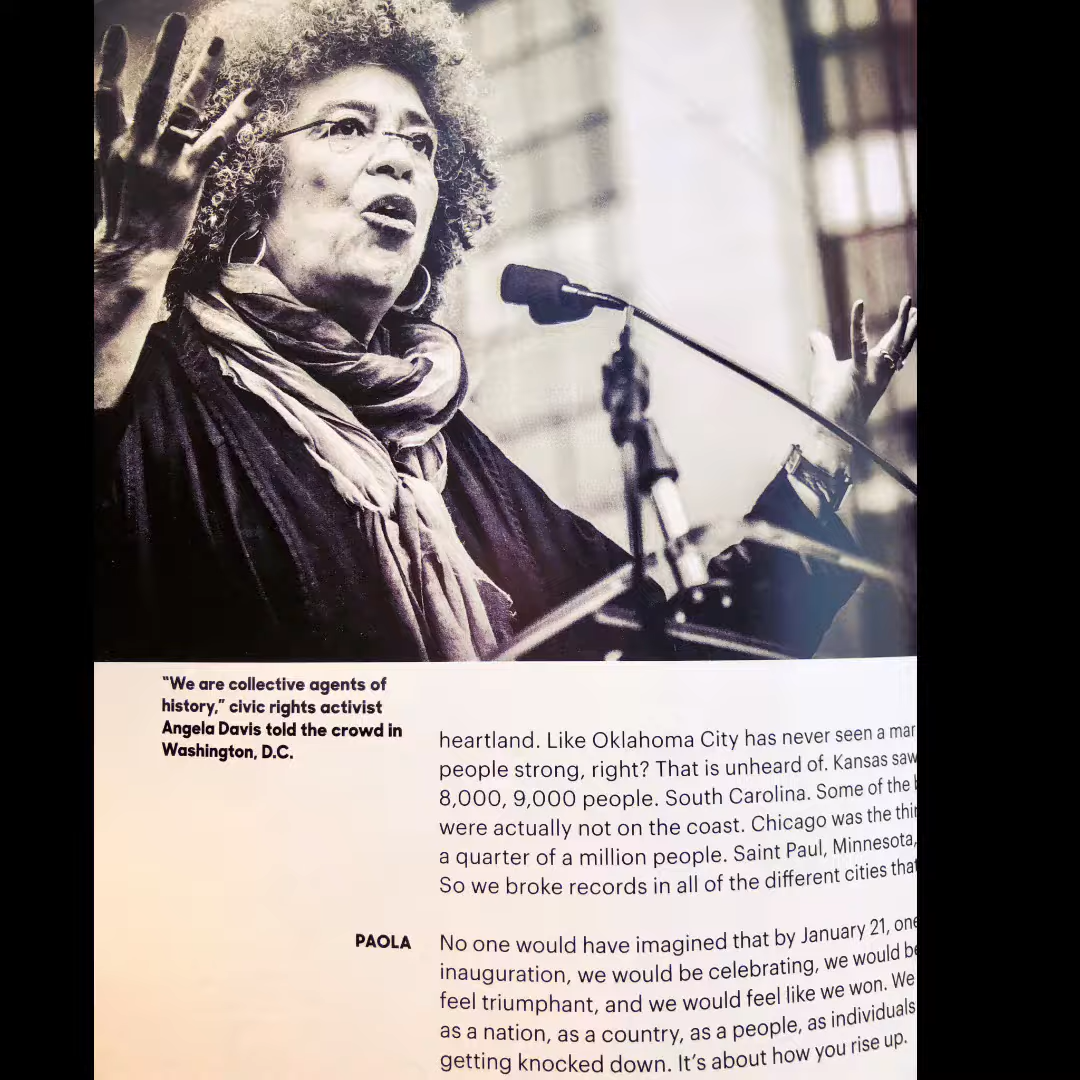 “We are collective agents of
history,” civic rights activist
Angela Davis told the crowd in
Washington, D.C.
heartland. Like Oklahoma City has never seen a
people strong, right? That is unheard of. Kansas saw
8,000, 9,000 people. South Carolina. Some of the
were actually not on the coast. Chicago was the
a quarter of a million people. Saint Paul, Minnesota,
So we broke records in all of the different cities
PAOLA
No one would have imagined that by January 21, one
inauguration, we would be celebrating, we would be
feel triumphant, and we would feel like we won. We
as a nation, as a country, as a people, as individuals
getting knocked down. It’s about how you rise up.